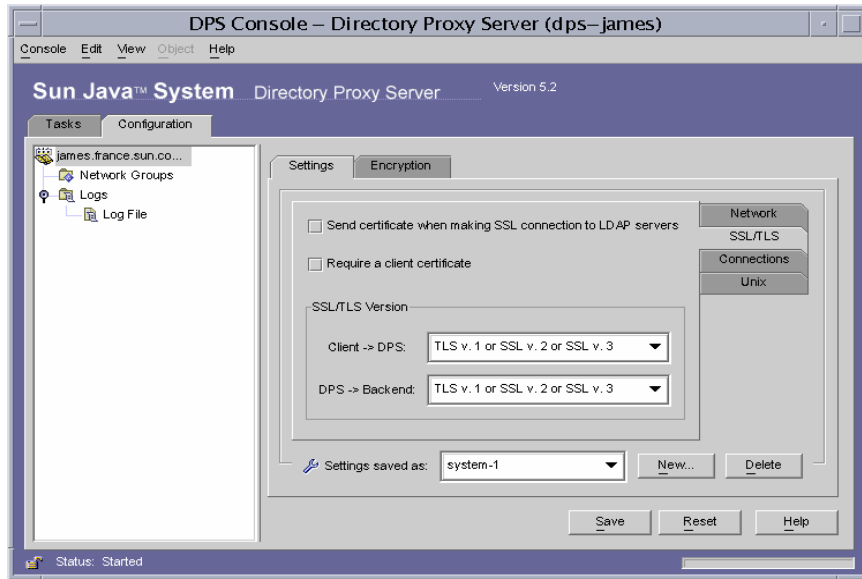 DPS Console – Directory Proxy Server (dps–james)
Console Edit View Object Help
Sun Java™ System Directory Proxy Server Version 5.2
Tasks Configuration
james.france.sun.co...
Network Groups
Logs
Log File
Settings Encryption
Send certificate when making SSL connection to LDAP servers
Require a client certificate
Network
SSL/TLS
Connections
Unix
SSL/TLS Version
Client -> DPS: TLS v. 1 or SSL v. 2 or SSL v. 3
DPS -> Backend: TLS v. 1 or SSL v. 2 or SSL v. 3
Settings saved as: system-1 New... Delete
Save Reset Help
Status: Started